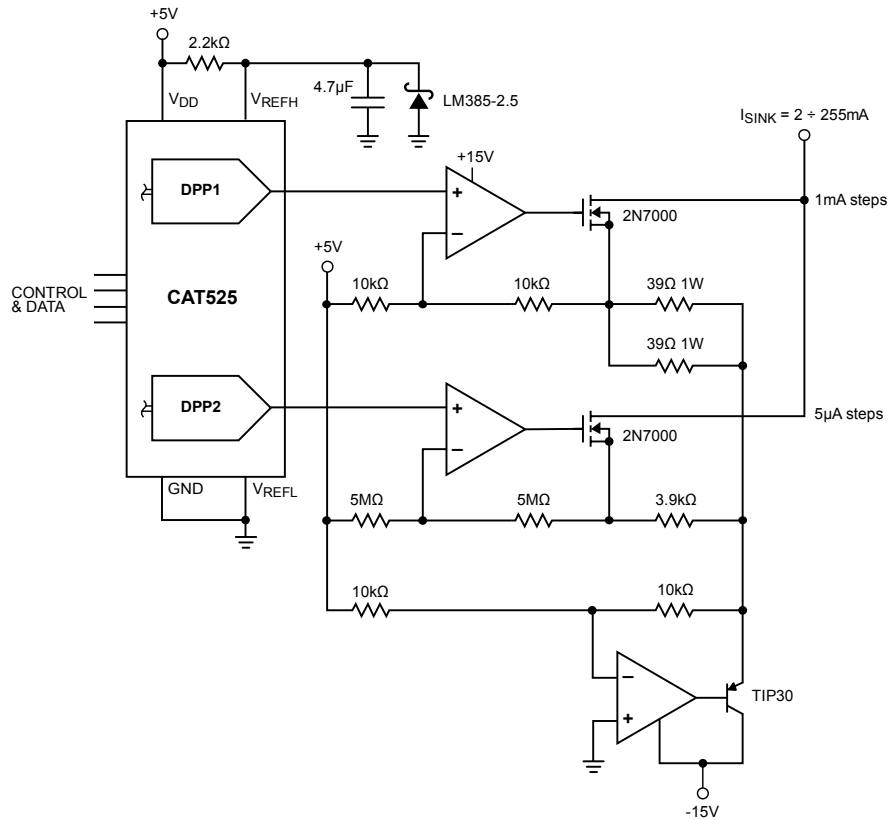 +5V
2.2kΩ
VDD
VREFH
4.7µF
LM385-2.5
ISINK = 2 ÷ 255mA
+15V
DPP1
+
−
2N7000
1mA steps
+5V
10kΩ
10kΩ
39Ω 1W
CONTROL
& DATA
CAT525
39Ω 1W
DPP2
+
−
2N7000
5µA steps
GND
VREFL
5MΩ
5MΩ
3.9kΩ
10kΩ
10kΩ
−
+
TIP30
-15V